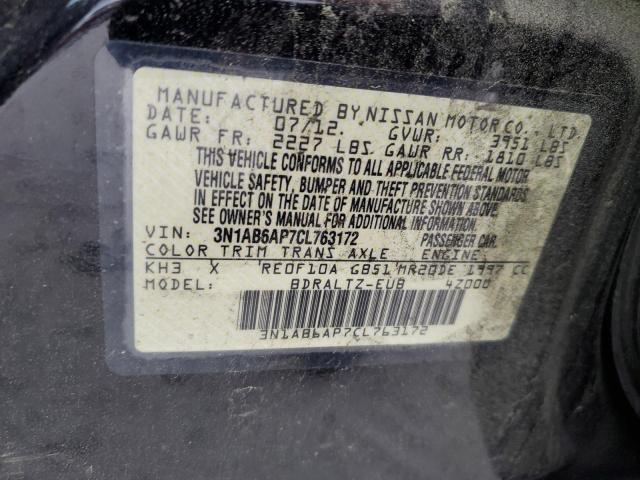 MANUFACTURED BY NISSAN MOTOR CO., LTD.
DATE: 07/12. GVWR: 3951 LBS
GAWR FR: 2227 LBS GAWR RR: 1810 LBS
THIS VEHICLE CONFORMS TO ALL APPLICABLE FEDERAL MOTOR
VEHICLE SAFETY, BUMPER AND THEFT PREVENTION STANDARDS
IN EFFECT ON THE DATE OF MANUFACTURE SHOWN ABOVE.
SEE OWNER'S MANUAL FOR ADDITIONAL INFORMATION
VIN: 3N1AB6AP7CL763172 PASSENGER CAR.
COLOR TRIM TRANS AXLE ENGINE
KH3 X RE0F10A GB51 MR20DE 1997 CC
MODEL: BDRALTZ-EUB 4Z000
3N1AB6AP7CL763172